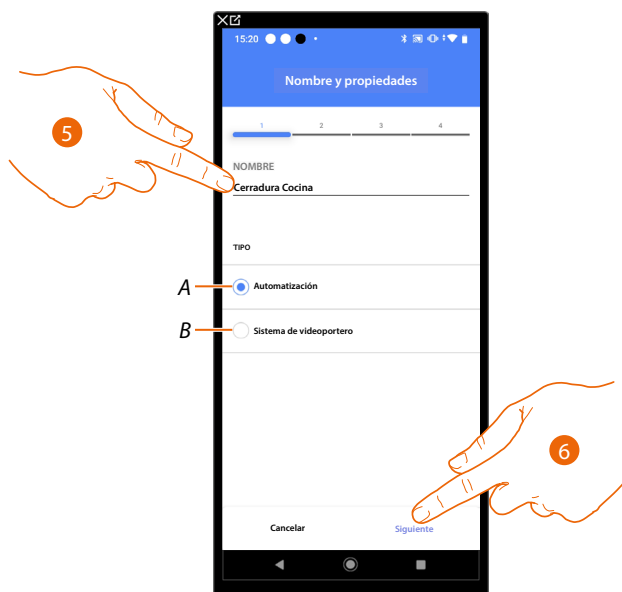 15:20
Nombre y propiedades
1 2 3 4
5
NOMBRE
Cerradura Cocina
TIPO
A Automatización
B Sistema de videoportero
6
Cancelar Siguiente